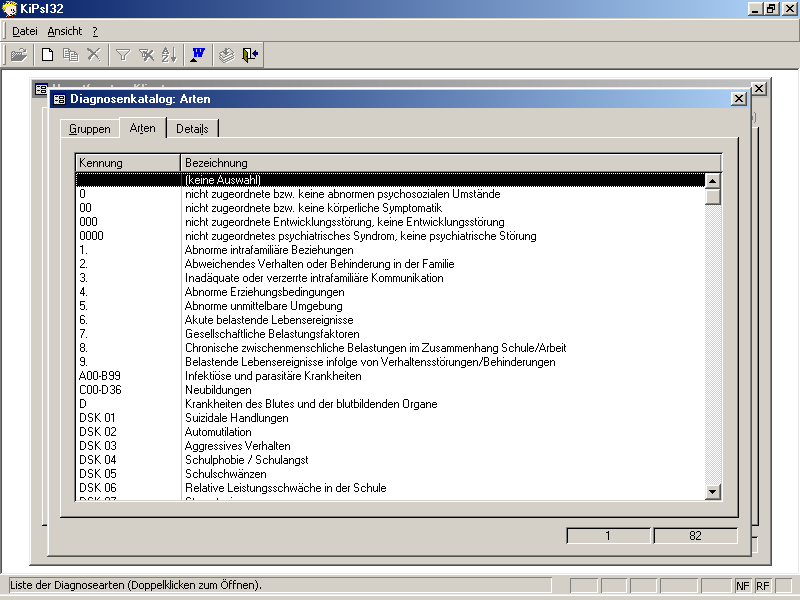 KiPsI32
Datei Ansicht ?
Diagnosenkatalog: Arten
Gruppen Arten Details
Kennung Bezeichnung
(keine Auswahl)
0 nicht zugeordnete bzw. keine abnormen psychosozialen Umstände
00 nicht zugeordnete bzw. keine körperliche Symptomatik
000 nicht zugeordnete Entwicklungsstörung, keine Entwicklungsstörung
0000 nicht zugeordnetes psychiatrisches Syndrom, keine psychiatrische Störung
1. Abnorme intrafamiliäre Beziehungen
2. Abweichendes Verhalten oder Behinderung in der Familie
3. Inadäquate oder verzerrte intrafamiliäre Kommunikation
4. Abnorme Erziehungsbedingungen
5. Abnorme unmittelbare Umgebung
6. Akute belastende Lebensereignisse
7. Gesellschaftliche Belastungsfaktoren
8. Chronische zwischenmenschliche Belastungen im Zusammenhang Schule/Arbeit
9. Belastende Lebensereignisse infolge von Verhaltensstörungen/Behinderungen
A00-B99 Infektiöse und parasitäre Krankheiten
C00-D36 Neubildungen
D Krankheiten des Blutes und der blutbildenden Organe
DSK 01 Suizidale Handlungen
DSK 02 Automutilation
DSK 03 Aggressives Verhalten
DSK 04 Schulphobie / Schulangst
DSK 05 Schulschwänzen
DSK 06 Relative Leistungsschwäche in der Schule
1 82
Liste der Diagnosearten (Doppelklicken zum Öffnen).
NF RF